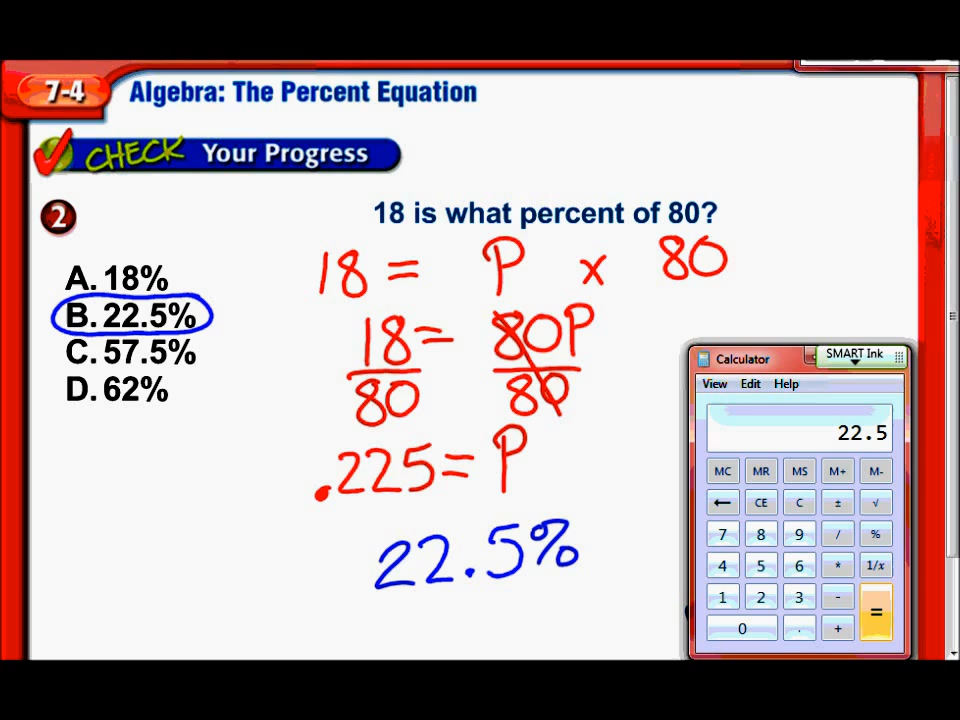 7-4 Algebra: The Percent Equation
CHECK Your Progress
2 18 is what percent of 80?
A. 18%
B. 22.5%
C. 57.5%
D. 62%
18 = P x 80
18 = 80P
80 80
.225 = P
22.5%
Calculator SMART Ink
View Edit Help
22.5
MC MR MS M+ M-
← CE C ± √
7 8 9 / %
4 5 6 * 1/x
1 2 3 - =
0 . +